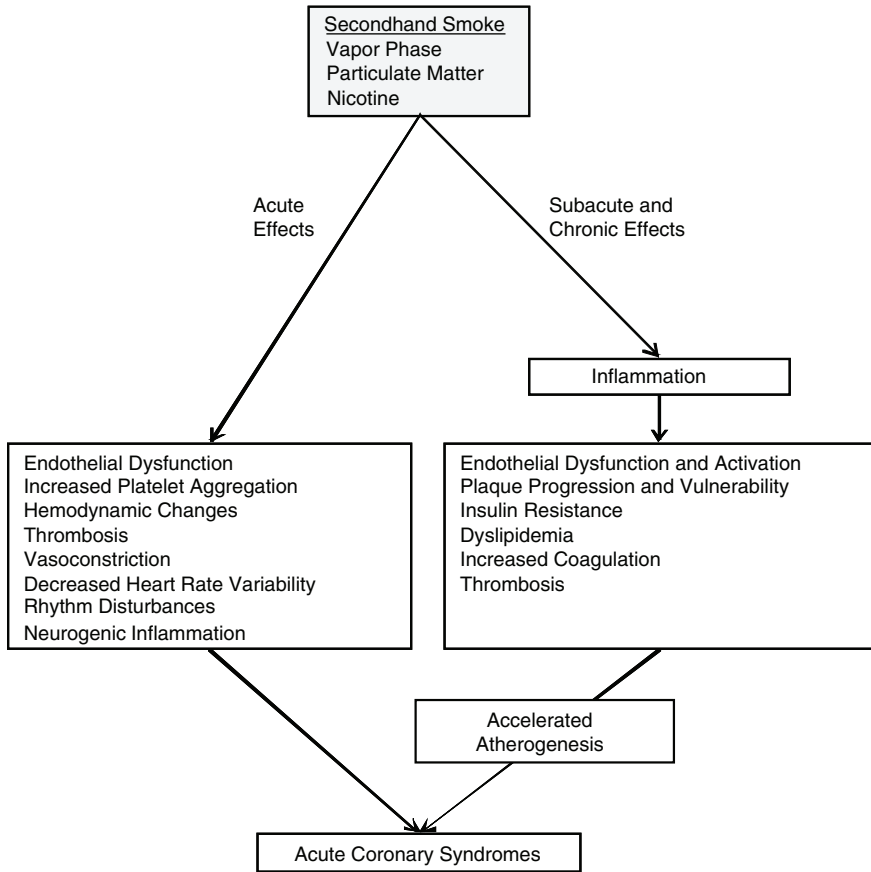 Secondhand Smoke
Vapor Phase
Particulate Matter
Nicotine
Acute
Effects
Subacute and
Chronic Effects
Inflammation
Endothelial Dysfunction
Increased Platelet Aggregation
Hemodynamic Changes
Thrombosis
Vasoconstriction
Decreased Heart Rate Variability
Rhythm Disturbances
Neurogenic Inflammation
Endothelial Dysfunction and Activation
Plaque Progression and Vulnerability
Insulin Resistance
Dyslipidemia
Increased Coagulation
Thrombosis
Accelerated
Atherogenesis
Acute Coronary Syndromes